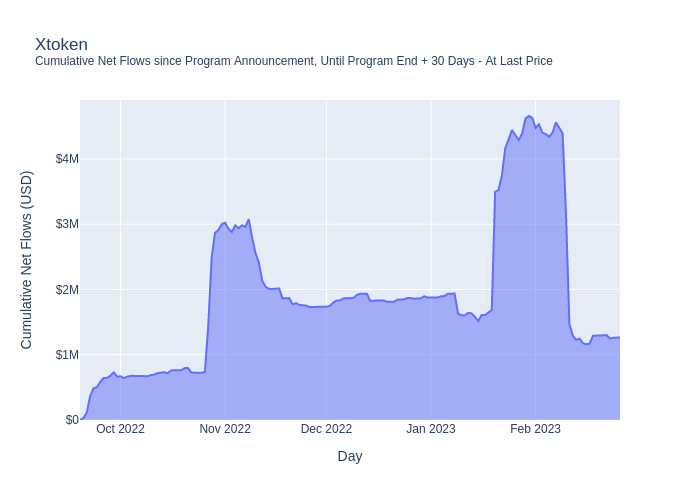 Xtoken
Cumulative Net Flows since Program Announcement, Until Program End + 30 Days - At Last Price
Cumulative Net Flows (USD)
$4M
$3M
$2M
$1M
$0
Oct 2022
Nov 2022
Dec 2022
Jan 2023
Feb 2023
Day